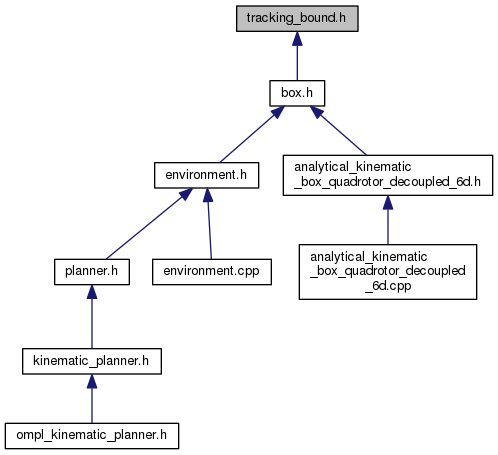 tracking_bound.h
box.h
environment.h
analytical_kinematic
_box_quadrotor_decoupled_6d.h
planner.h
environment.cpp
analytical_kinematic
_box_quadrotor_decoupled
_6d.cpp
kinematic_planner.h
ompl_kinematic_planner.h